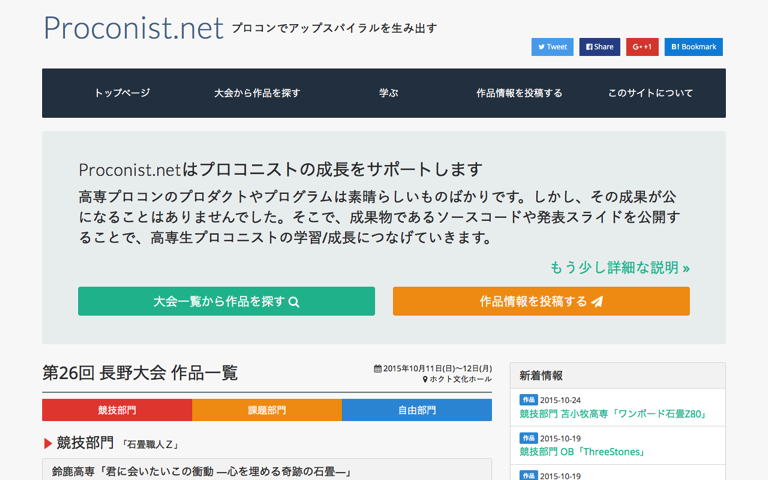 Proconist.net プロコンでアップスパイラルを生み出す
Tweet Share G+ +1 B! Bookmark
トップページ 大会から作品を探す 学ぶ 作品情報を投稿する このサイトについて
Proconist.netはプロコニストの成長をサポートします
高専プロコンのプロダクトやプログラムは素晴らしいものばかりです。しかし、その成果が公
になることはありませんでした。そこで、成果物であるソースコードや発表スライドを公開す
ることで、高専生プロコニストの学習/成長につなげていきます。
もう少し詳細な説明 »
大会一覧から作品を探す 作品情報を投稿する
第26回 長野大会 作品一覧
2015年10月11日(日)〜12日(月)
ホクト文化ホール
競技部門 課題部門 自由部門
競技部門 「石畳職人Z」
鈴鹿高専「君に会いたいこの衝動 ―心を埋める奇跡の石畳―」
新着情報
作品 2015-10-24
競技部門 苫小牧高専「ワンボード石畳Z80」
作品 2015-10-19
競技部門 OB「ThreeStones」
作品 2015-10-19